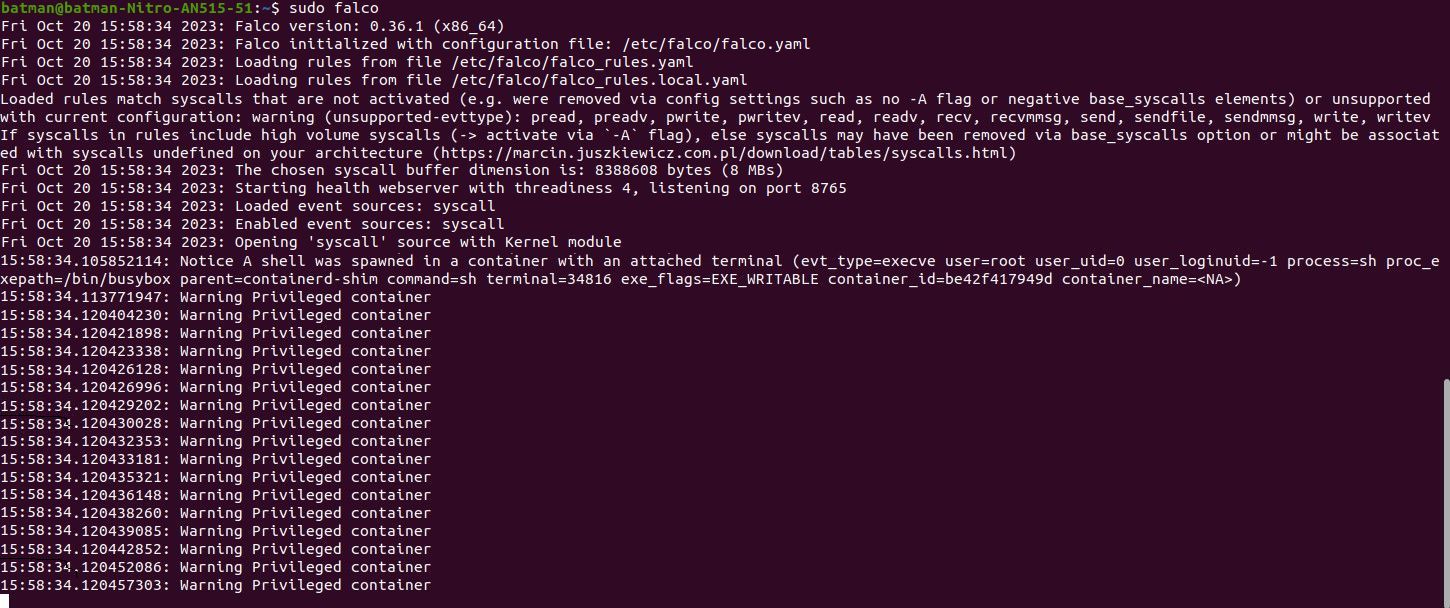 batman@batman-Nitro-AN515-51:~$ sudo falco
Fri Oct 20 15:58:34 2023: Falco version: 0.36.1 (x86_64)
Fri Oct 20 15:58:34 2023: Falco initialized with configuration file: /etc/falco/falco.yaml
Fri Oct 20 15:58:34 2023: Loading rules from file /etc/falco/falco_rules.yaml
Fri Oct 20 15:58:34 2023: Loading rules from file /etc/falco/falco_rules.local.yaml
Loaded rules match syscalls that are not activated (e.g. were removed via config settings such as no -A flag or negative base_syscalls elements) or unsupported
with current configuration: warning (unsupported-evttype): pread, preadv, pwrite, pwritev, read, readv, recv, recvmmsg, send, sendfile, sendmmsg, write, writev
If syscalls in rules include high volume syscalls (-> activate via `-A` flag), else syscalls may have been removed via base_syscalls option or might be associat
ed with syscalls undefined on your architecture (https://marcin.juszkiewicz.com.pl/download/tables/syscalls.html)
Fri Oct 20 15:58:34 2023: The chosen syscall buffer dimension is: 8388608 bytes (8 MBs)
Fri Oct 20 15:58:34 2023: Starting health webserver with threadiness 4, listening on port 8765
Fri Oct 20 15:58:34 2023: Loaded event sources: syscall
Fri Oct 20 15:58:34 2023: Enabled event sources: syscall
Fri Oct 20 15:58:34 2023: Opening 'syscall' source with Kernel module
15:58:34.105852114: Notice A shell was spawned in a container with an attached terminal (evt_type=execve user=root user_uid=0 user_loginuid=-1 process=sh proc_e
xepath=/bin/busybox parent=containerd-shim command=sh terminal=34816 exe_flags=EXE_WRITABLE container_id=be42f417949d container_name=<NA>)
15:58:34.113771947: Warning Privileged container
15:58:34.120404230: Warning Privileged container
15:58:34.120421898: Warning Privileged container
15:58:34.120423338: Warning Privileged container
15:58:34.120426128: Warning Privileged container
15:58:34.120426996: Warning Privileged container
15:58:34.120429202: Warning Privileged container
15:58:34.120430028: Warning Privileged container
15:58:34.120432353: Warning Privileged container
15:58:34.120433181: Warning Privileged container
15:58:34.120435321: Warning Privileged container
15:58:34.120436148: Warning Privileged container
15:58:34.120438260: Warning Privileged container
15:58:34.120439085: Warning Privileged container
15:58:34.120442852: Warning Privileged container
15:58:34.120452086: Warning Privileged container
15:58:34.120457303: Warning Privileged container